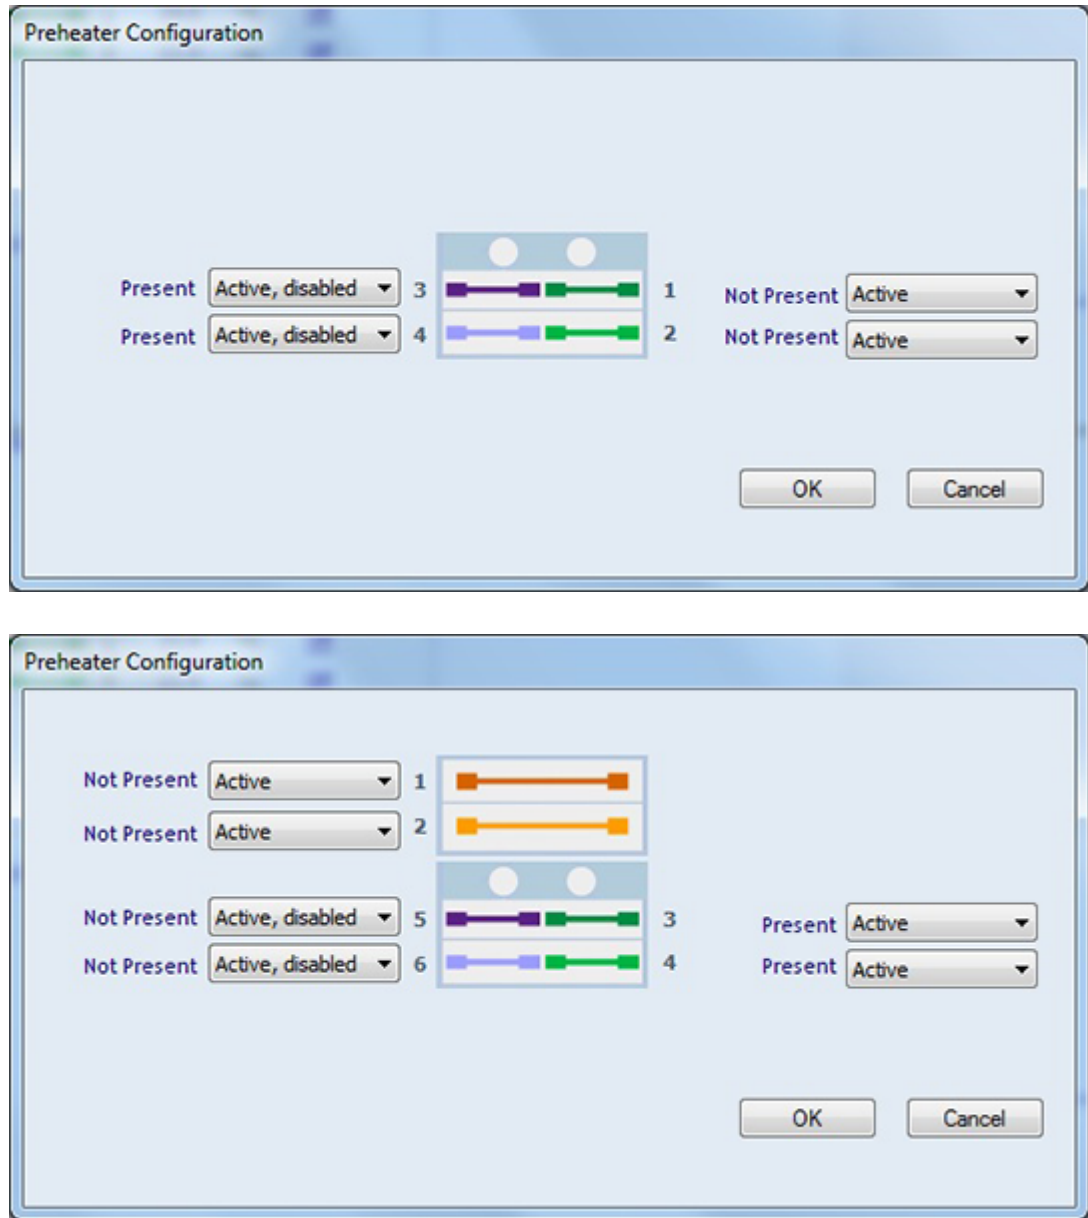 Preheater Configuration
Present Active, disabled 3 1 Not Present Active
Present Active, disabled 4 2 Not Present Active
OK Cancel
Preheater Configuration
Not Present Active 1
Not Present Active 2
Not Present Active, disabled 5 3 Present Active
Not Present Active, disabled 6 4 Present Active
OK Cancel